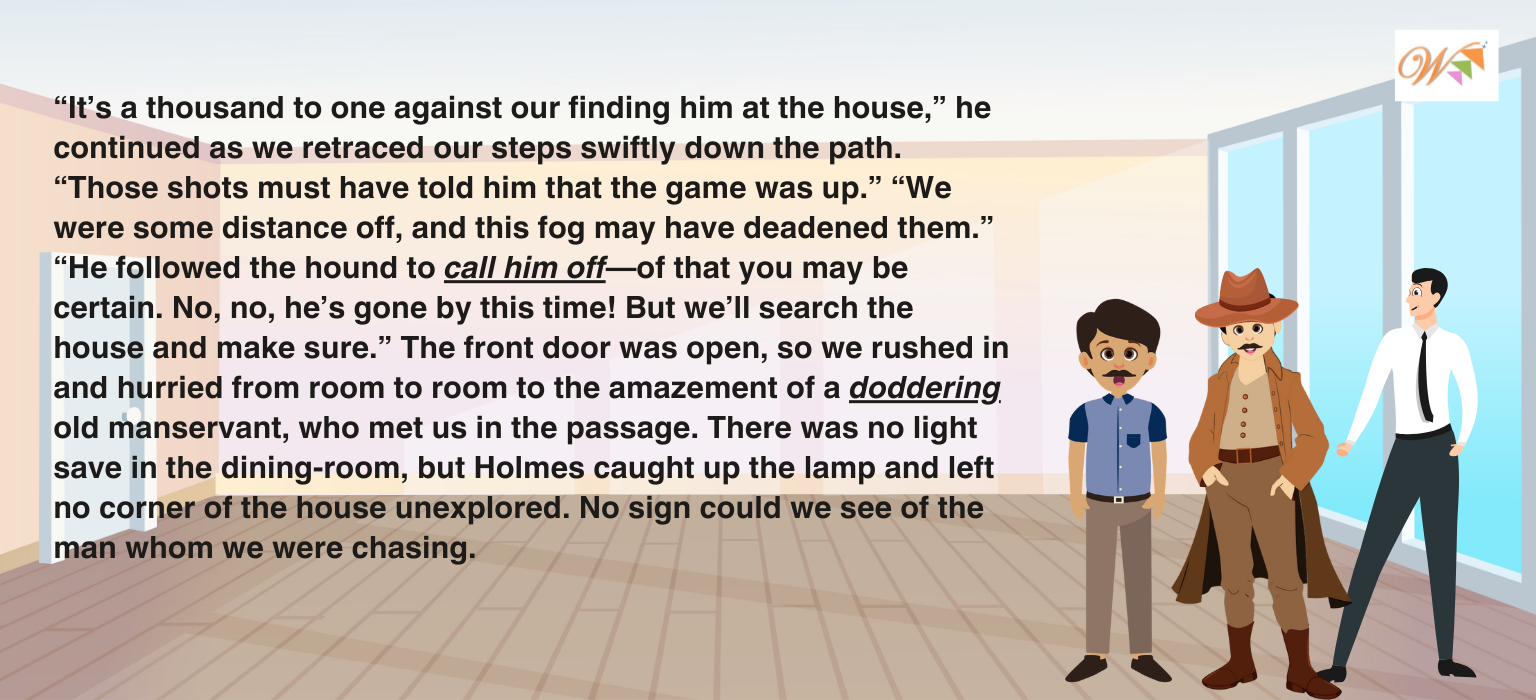 “It’s a thousand to one against our finding him at the house,” he
continued as we retraced our steps swiftly down the path.
“Those shots must have told him that the game was up.” “We
were some distance off, and this fog may have deadened them.”
“He followed the hound to call him off—of that you may be
certain. No, no, he’s gone by this time! But we’ll search the
house and make sure.” The front door was open, so we rushed in
and hurried from room to room to the amazement of a doddering
old manservant, who met us in the passage. There was no light
save in the dining-room, but Holmes caught up the lamp and left
no corner of the house unexplored. No sign could we see of the
man whom we were chasing.
W